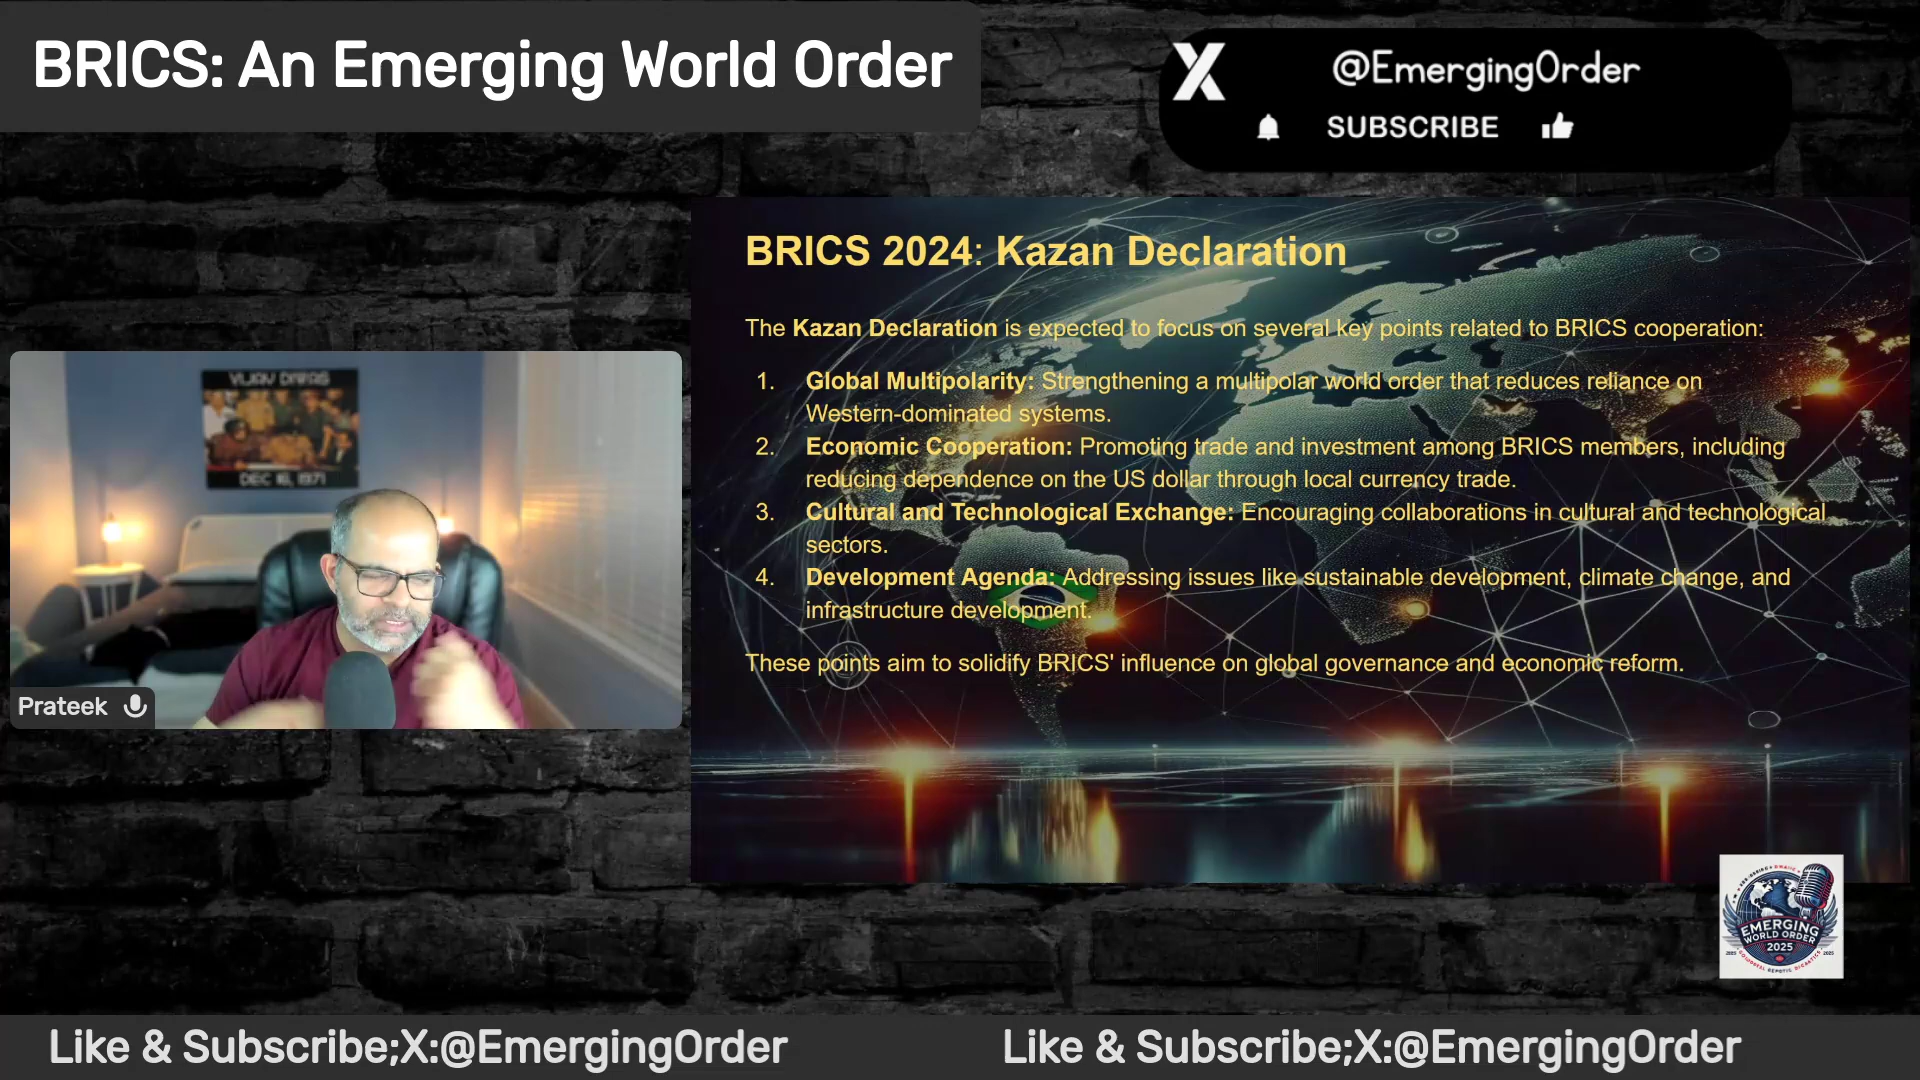 BRICS: An Emerging World Order
@EmergingOrder
SUBSCRIBE
BRICS 2024: Kazan Declaration
The Kazan Declaration is expected to focus on several key points related to BRICS cooperation:
1. Global Multipolarity: Strengthening a multipolar world order that reduces reliance on
Western-dominated systems.
2. Economic Cooperation: Promoting trade and investment among BRICS members, including
reducing dependence on the US dollar through local currency trade.
3. Cultural and Technological Exchange: Encouraging collaborations in cultural and technological
sectors.
4. Development Agenda: Addressing issues like sustainable development, climate change, and
infrastructure development.
These points aim to solidify BRICS' influence on global governance and economic reform.
VIJAY DIWAS
DEC 16, 1971
Prateek
EMERGING
WORLD ORDER
2025
Like & Subscribe;X:@EmergingOrder
Like & Subscribe;X:@EmergingOrder